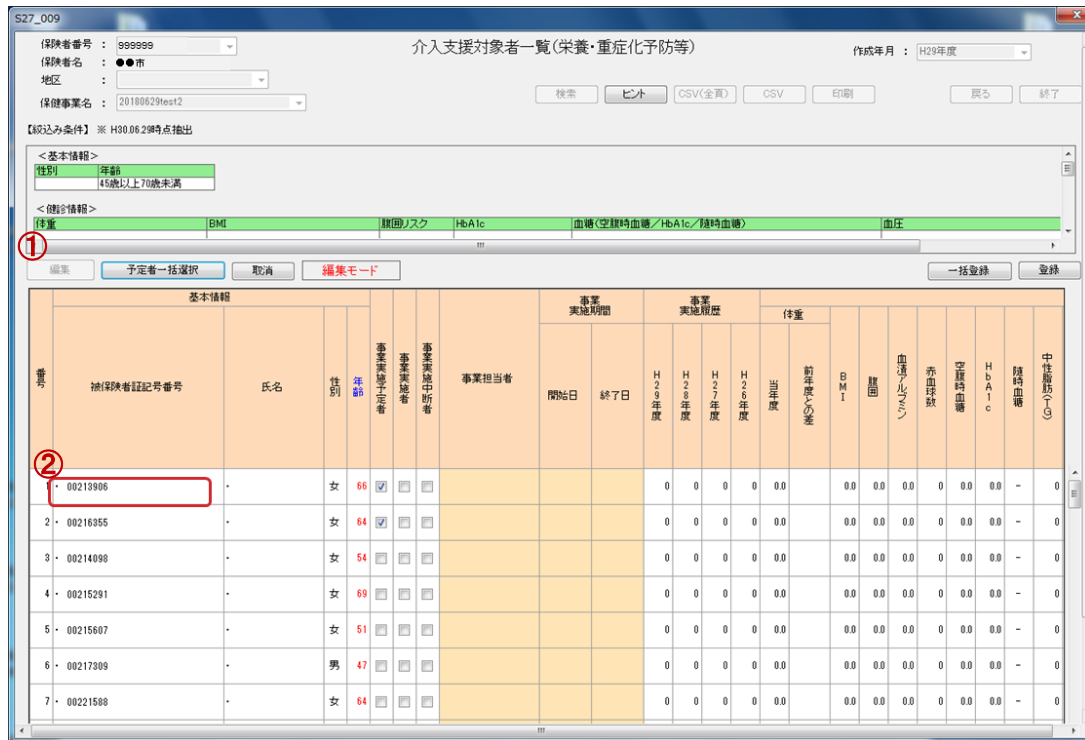 S27_009
保険者番号 : 999999
介入支援対象者一覧(栄養・重症化予防等)
作成年月 : H29年度
保険者名 : ●●市
地区 :
保健事業名 : 20180629test2
検索 ヒント CSV(全頁) CSV 印刷 戻る 終了
【絞込み条件】 ※ H30.06.29時点抽出
＜基本情報＞
性別 年齢
45歳以上70歳未満
＜健診情報＞
体重 BMI 腹囲リスク HbA1c 血糖(空腹時血糖／HbA1c／随時血糖) 血圧
①
編集 予定者一括選択 取消 編集モード 一括登録 登録
基本情報 事業実施期間 事業実施履歴 体重
番号 被保険者証記号番号 氏名 性別 年齢 事業実施予定者 事業実施者 事業実施中断者 事業担当者 開始日 終了日 H29年度 H28年度 H27年度 H26年度 当年度 前年度との差 BMI 腹囲 血清アルブミン 赤血球数 空腹時血糖 HbA1c 随時血糖 中性脂肪(TG)
②
1 ・ 00213906 ・ 女 66 0 0 0 0 0.0 0.0 0.0 0.0 0 0.0 0.0 - 0
2 ・ 00216355 ・ 女 64 0 0 0 0 0.0 0.0 0.0 0.0 0 0.0 0.0 - 0
3 ・ 00214098 ・ 女 54 0 0 0 0 0.0 0.0 0.0 0.0 0 0.0 0.0 - 0
4 ・ 00215291 ・ 女 69 0 0 0 0 0.0 0.0 0.0 0.0 0 0.0 0.0 - 0
5 ・ 00215607 ・ 女 51 0 0 0 0 0.0 0.0 0.0 0.0 0 0.0 0.0 - 0
6 ・ 00217309 ・ 男 47 0 0 0 0 0.0 0.0 0.0 0.0 0 0.0 0.0 - 0
7 ・ 00221588 ・ 女 64 0 0 0 0 0.0 0.0 0.0 0.0 0 0.0 0.0 - 0